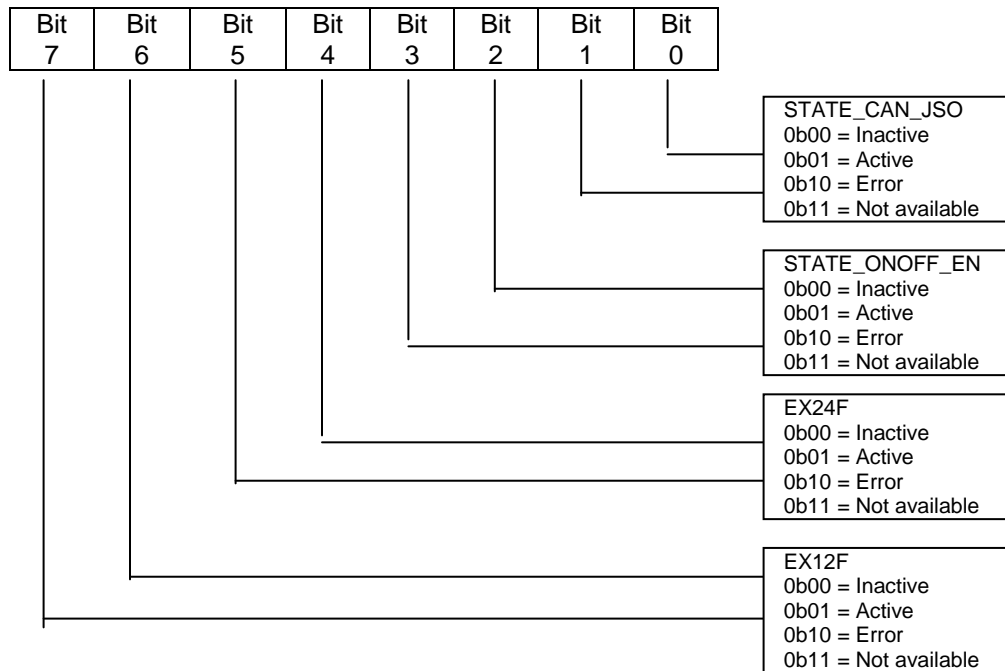 Bit Bit Bit Bit Bit Bit Bit Bit
7 6 5 4 3 2 1 0
STATE_CAN_JSO
0b00 = Inactive
0b01 = Active
0b10 = Error
0b11 = Not available
STATE_ONOFF_EN
0b00 = Inactive
0b01 = Active
0b10 = Error
0b11 = Not available
EX24F
0b00 = Inactive
0b01 = Active
0b10 = Error
0b11 = Not available
EX12F
0b00 = Inactive
0b01 = Active
0b10 = Error
0b11 = Not available